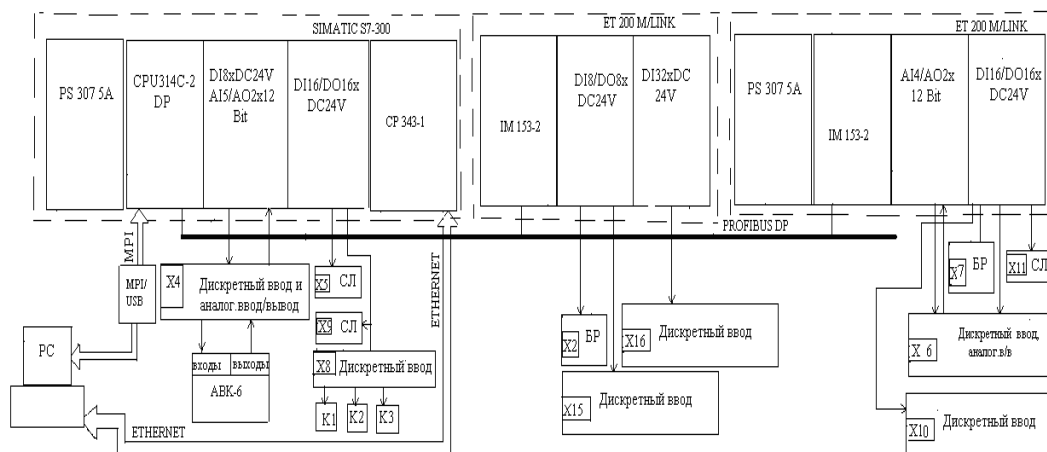 SIMATIC S7-300
PS 307 5A
CPU314C-2
DP
DI8xDC24V
AI5/AO2x12
Bit
DI16/DO16x
DC24V
CP 343-1
ET 200 M/LINK
IM 153-2
DI8/DO8x
DC24V
DI32xDC
24V
ET 200 M/LINK
PS 307 5A
IM 153-2
AI4/AO2x
12 Bit
DI16/DO16x
DC24V
PROFIBUS DP
MPI
MPI/
USB
PC
ETHERNET
ETHERNET
X4
Дискретный ввод и
аналог.ввод/вывод
входы
выходы
АВК-6
X5
СЛ
X9
СЛ
X8
Дискретный ввод
К1
К2
К3
X2
БР
X16
Дискретный ввод
X15
Дискретный ввод
X7
БР
X11
СЛ
X 6
Дискретный ввод,
аналог.в/в
X10
Дискретный ввод